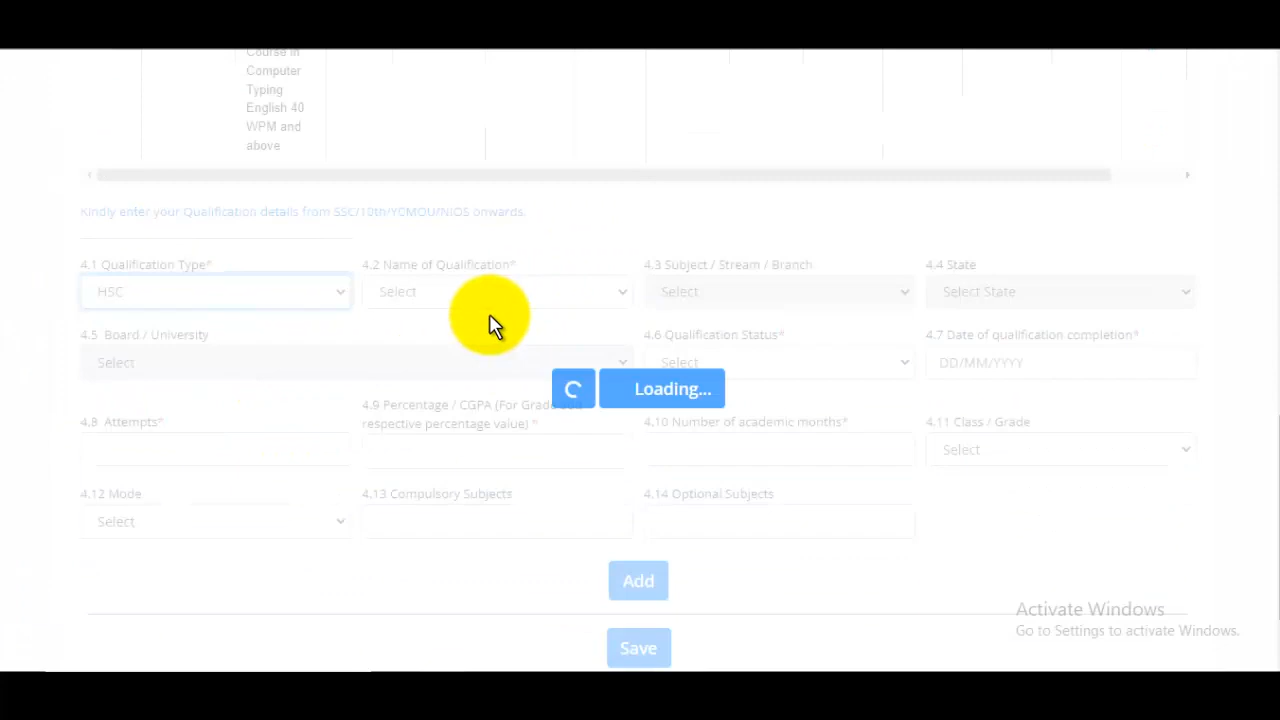 Course in
Computer
Typing
English 40
WPM and
above
Kindly enter your Qualification details from SSC/10th/YCMOU/NIOS onwards.
4.1 Qualification Type* 4.2 Name of Qualification* 4.3 Subject / Stream / Branch 4.4 State
HSC Select Select Select State
4.5 Board / University 4.6 Qualification Status* 4.7 Date of qualification completion*
Select Select DD/MM/YYYY
Loading...
4.9 Percentage / CGPA (For Grade add
4.8 Attempts* respective percentage value) * 4.10 Number of academic months* 4.11 Class / Grade
Select
4.12 Mode 4.13 Compulsory Subjects 4.14 Optional Subjects
Select
Add
Activate Windows
Go to Settings to activate Windows.
Save